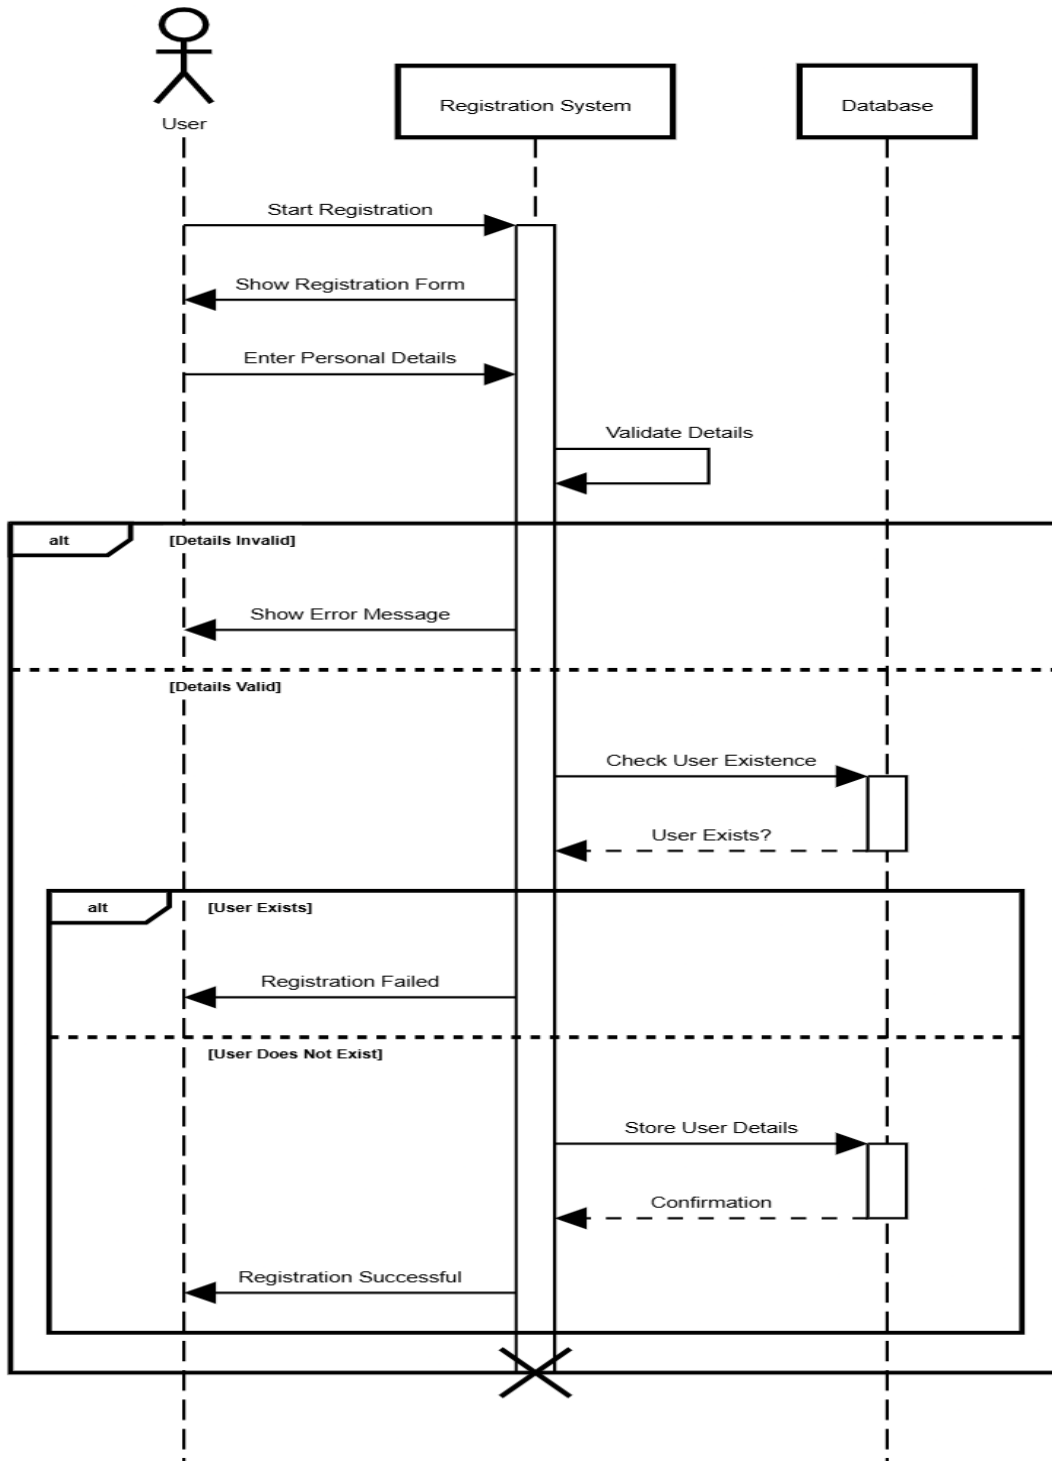 User
Registration System
Database
Start Registration
Show Registration Form
Enter Personal Details
Validate Details
alt
[Details Invalid]
Show Error Message
[Details Valid]
Check User Existence
User Exists?
alt
[User Exists]
Registration Failed
[User Does Not Exist]
Store User Details
Confirmation
Registration Successful